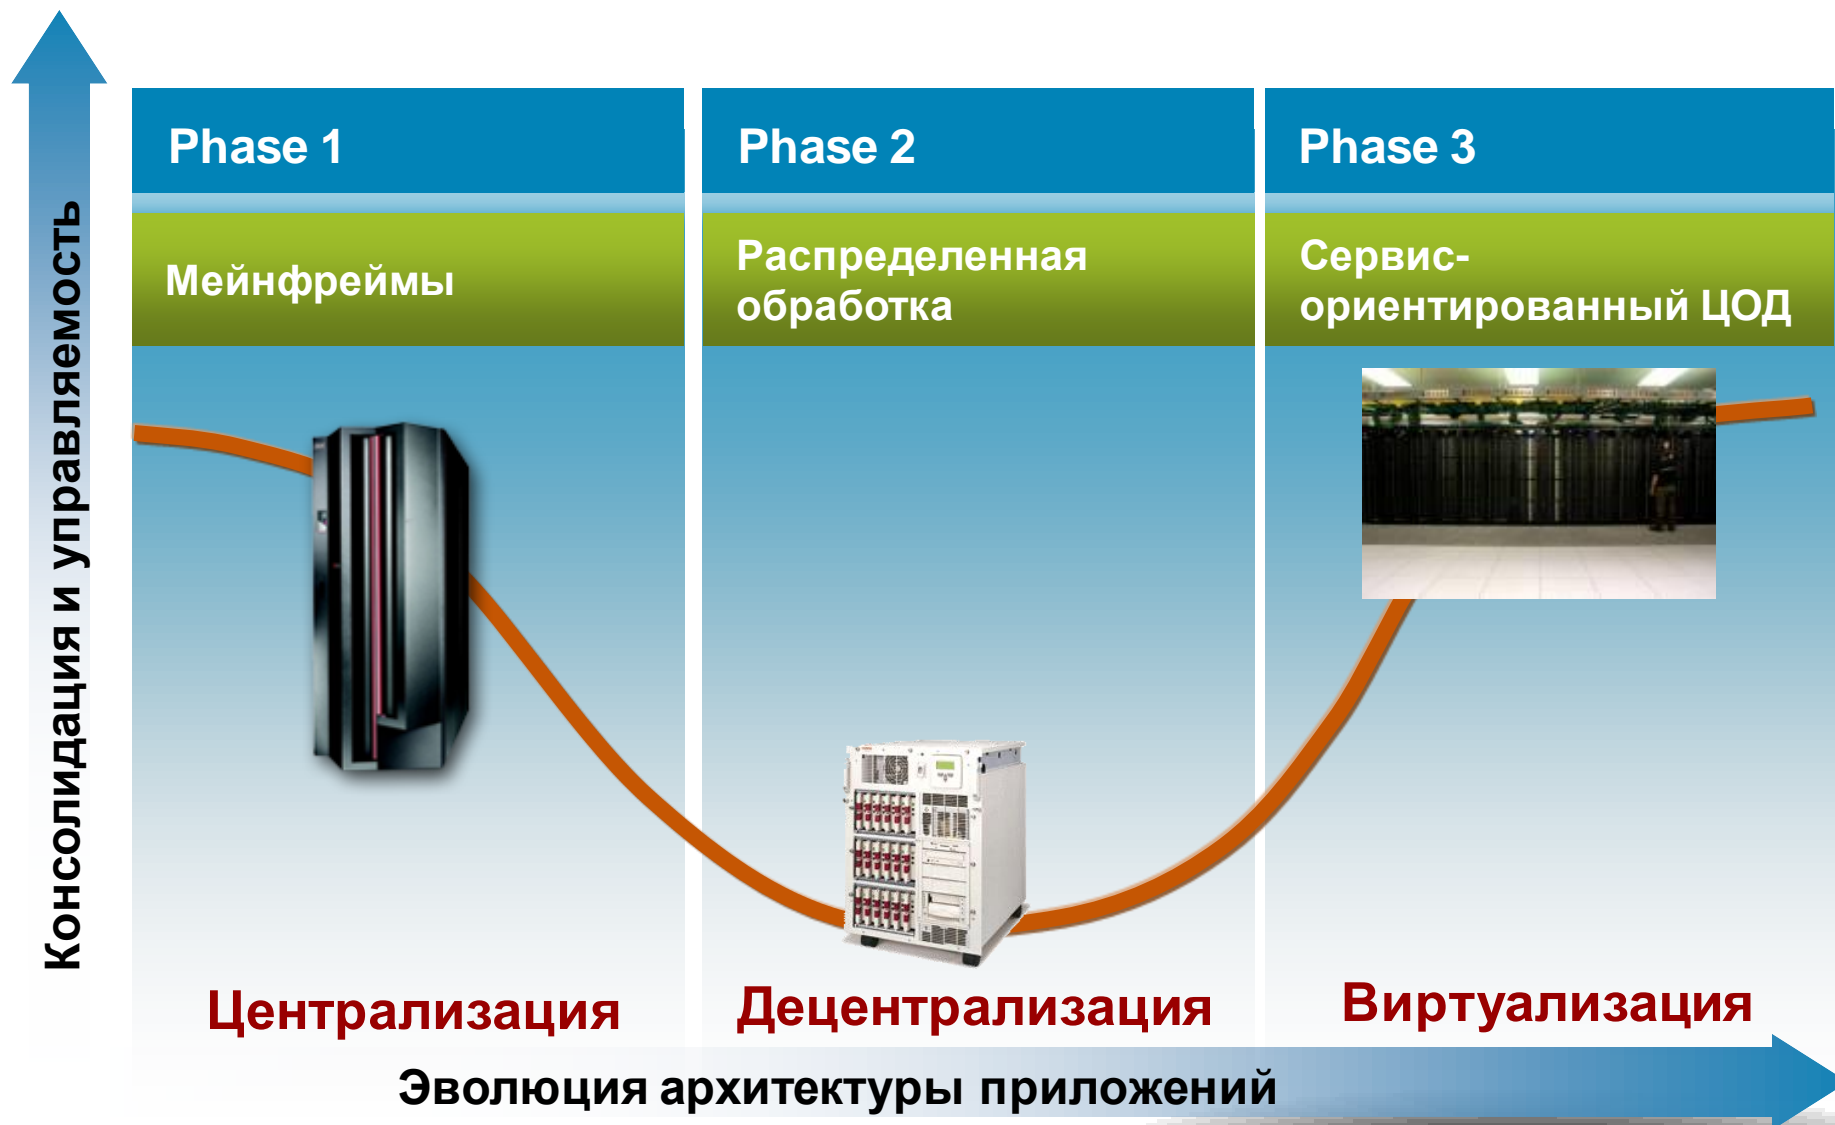 Консолидация и управляемость
Phase 1
Мейнфреймы
Централизация
Phase 2
Распределенная
обработка
Децентрализация
Phase 3
Сервис-
ориентированный ЦОД
Виртуализация
Эволюция архитектуры приложений